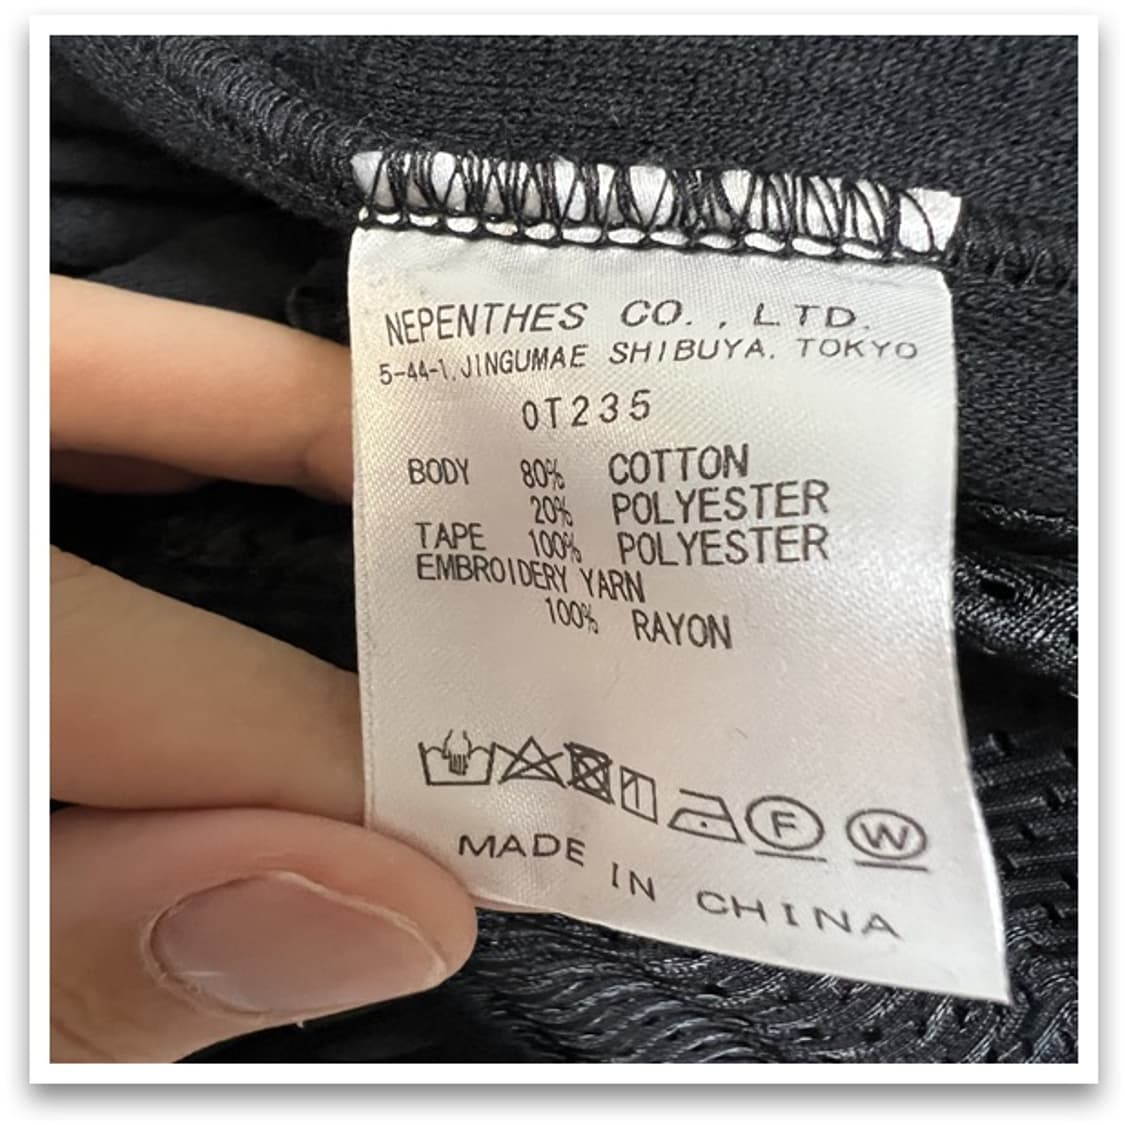 NEPENTHES CO., LTD.
5-44-1, JINGUMAE SHIBUYA, TOKYO
OT235
BODY 80% COTTON
20% POLYESTER
TAPE 100% POLYESTER
EMBROIDERY YARN
100% RAYON
F W
MADE IN CHINA